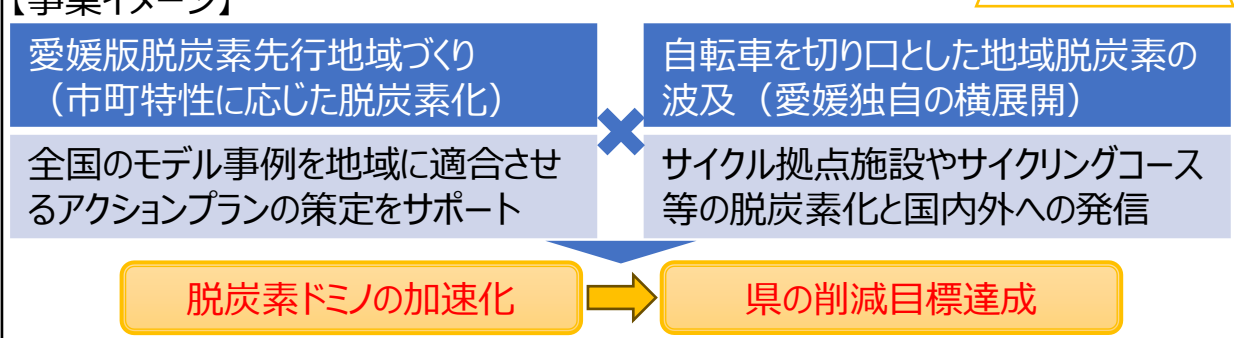 【事業イメージ】
愛媛版脱炭素先行地域づくり
（市町特性に応じた脱炭素化）
全国のモデル事例を地域に適合させ
るアクションプランの策定をサポート
自転車を切り口とした地域脱炭素の
波及（愛媛独自の横展開）
サイクル拠点施設やサイクリングコース
等の脱炭素化と国内外への発信
脱炭素ドミノの加速化
県の削減目標達成